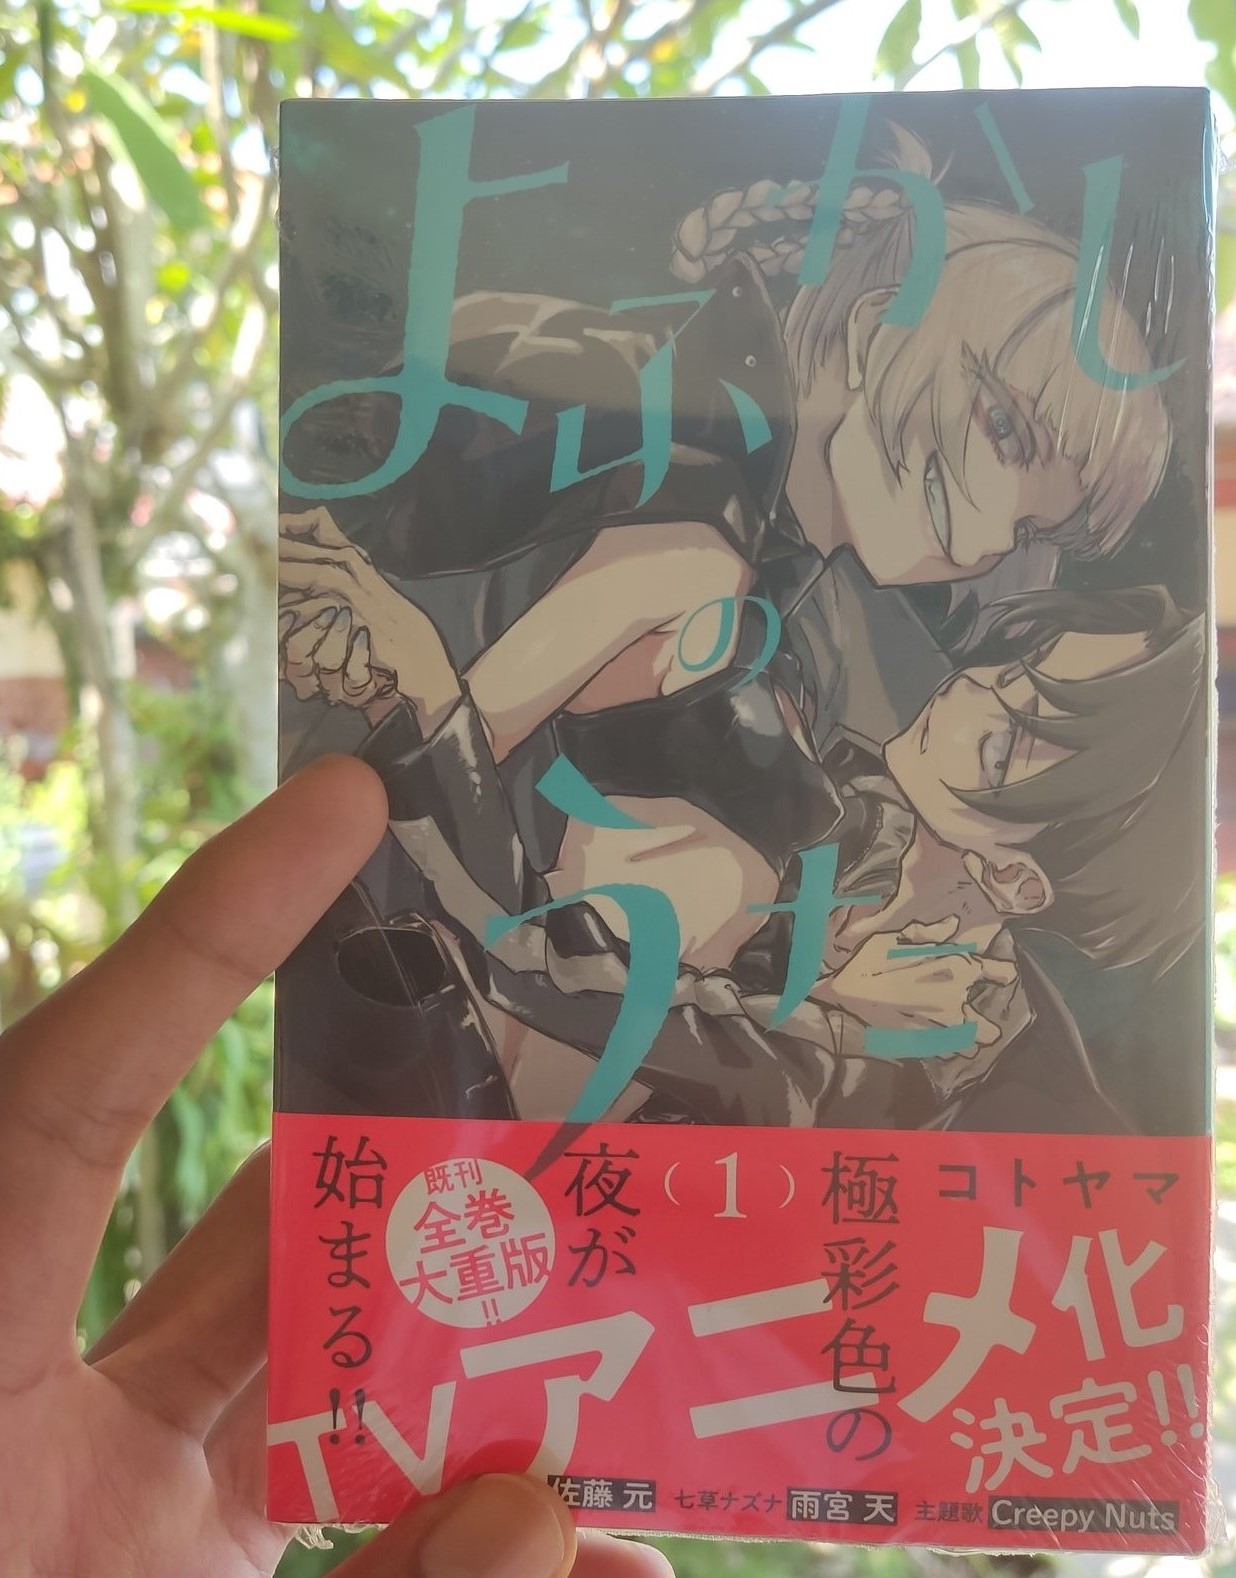 よふかしのうた
コトヤマ
(1)
極彩色の
夜が
始まる!!
既刊
全巻
大重版
!!
TVアニメ化
決定!!
佐藤 元
七草ナズナ 雨宮 天
主題歌 Creepy Nuts